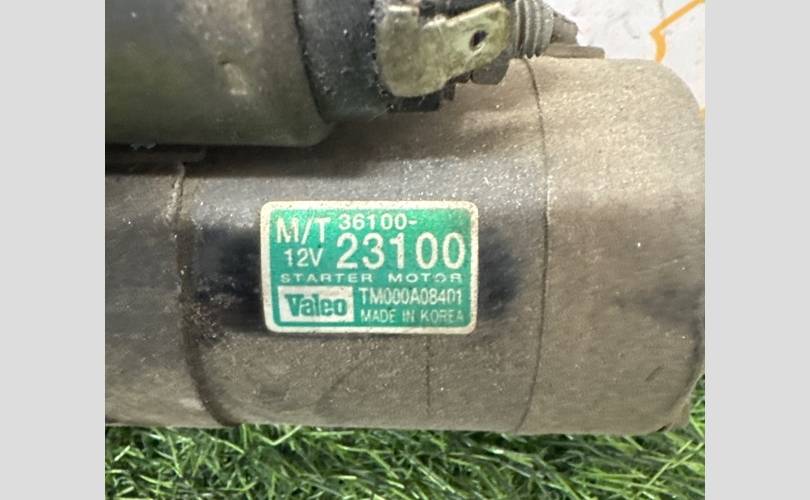 M/T 36100-
12V 23100
STARTER MOTOR
Valeo TM000A08401
MADE IN KOREA